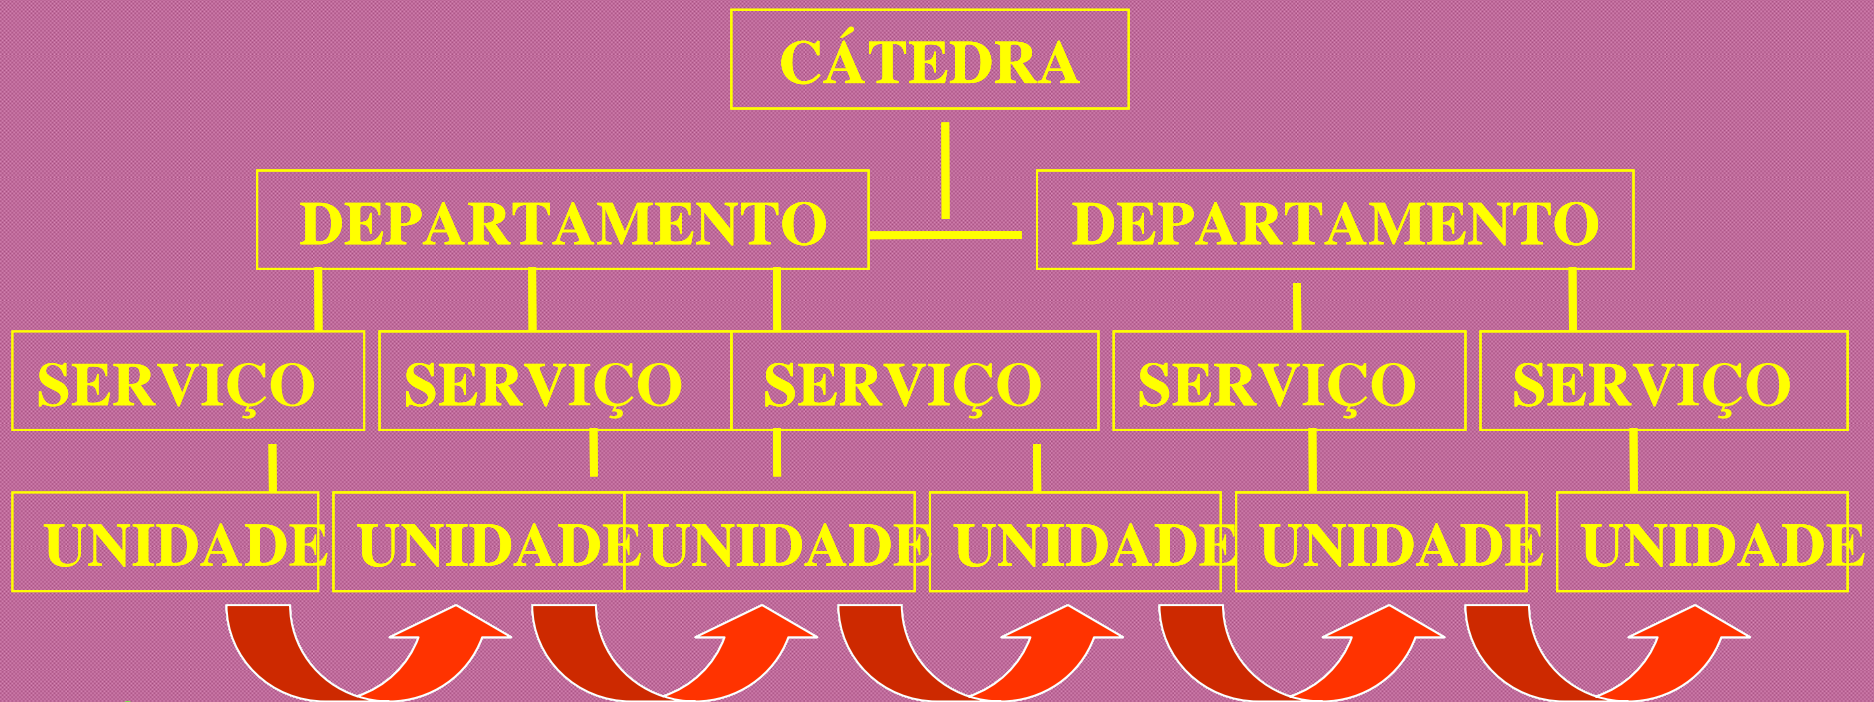 CÁTEDRA
DEPARTAMENTO DEPARTAMENTO
SERVIÇO SERVIÇO SERVIÇO SERVIÇO SERVIÇO
UNIDADE UNIDADE UNIDADE UNIDADE UNIDADE UNIDADE